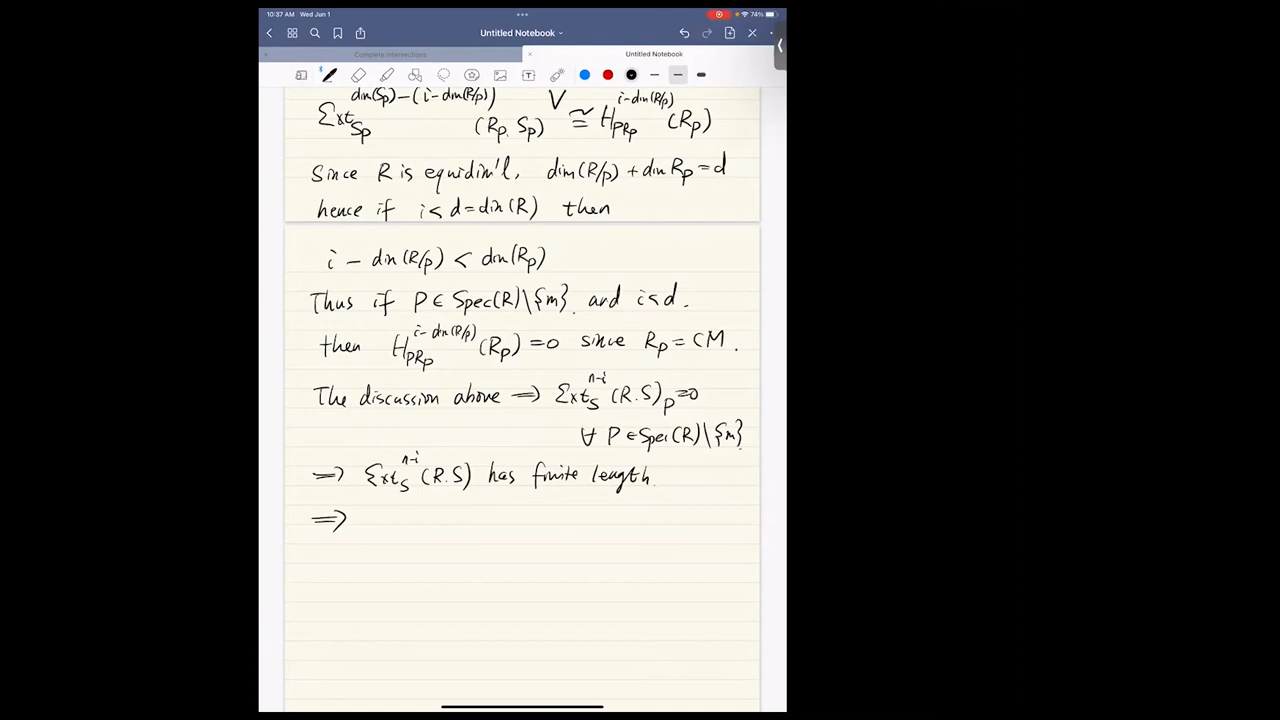 10:37 AM Wed Jun 1
74%
Untitled Notebook
Complete intersections
Untitled Notebook
Ext_{S_p}^{dim(S_p)-(i-dim(R/p))} (R_p, S_p)^∨ ≅ H_{PR_p}^{i-dim(R/p)} (R_p)
Since R is equidim'l, dim(R/p) + dim R_p = d
hence if i < d = dim(R) then
i - dim(R/p) < dim(R_p)
Thus if P ∈ Spec(R)\{m}. and i<d.
then H_{PR_p}^{i-dim(R/p)} (R_p) = 0 since R_p = CM.
The discussion above ⟹ Ext_S^{n-i} (R.S)_p = 0
∀ P ∈ Spec(R)\{m}.
⟹ Ext_S^{n-i} (R.S) has finite length.
⟹